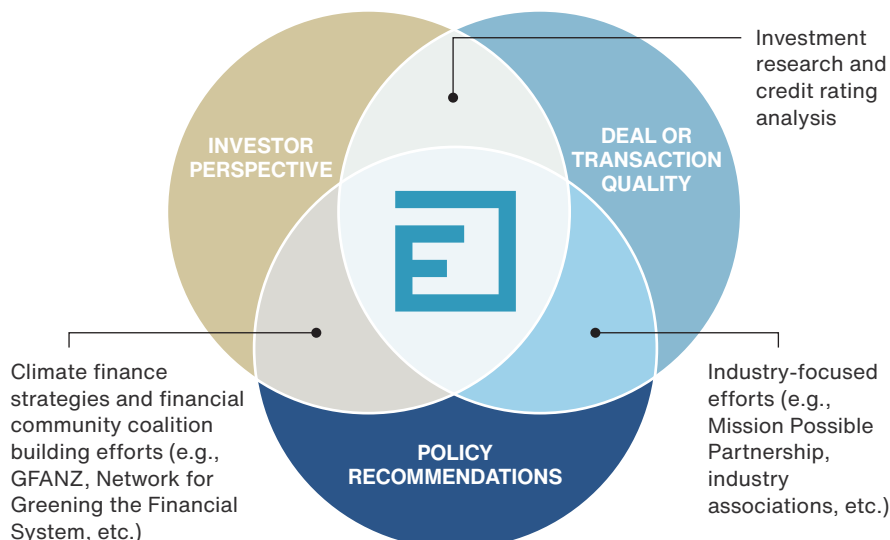 Investment
research and
credit rating
analysis
INVESTOR
PERSPECTIVE
DEAL OR
TRANSACTION
QUALITY
Climate finance
strategies and financial
community coalition
building efforts (e.g.,
GFANZ, Network for
Greening the Financial
System, etc.)
Industry-focused
efforts (e.g.,
Mission Possible
Partnership,
industry
associations, etc.)
POLICY
RECOMMENDATIONS